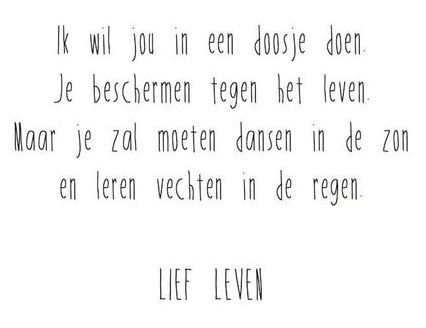 Ik wil jou in een doosje doen.
Je beschermen tegen het leven.
Maar je zal moeten dansen in de zon
en leren vechten in de regen.
LIEF LEVEN